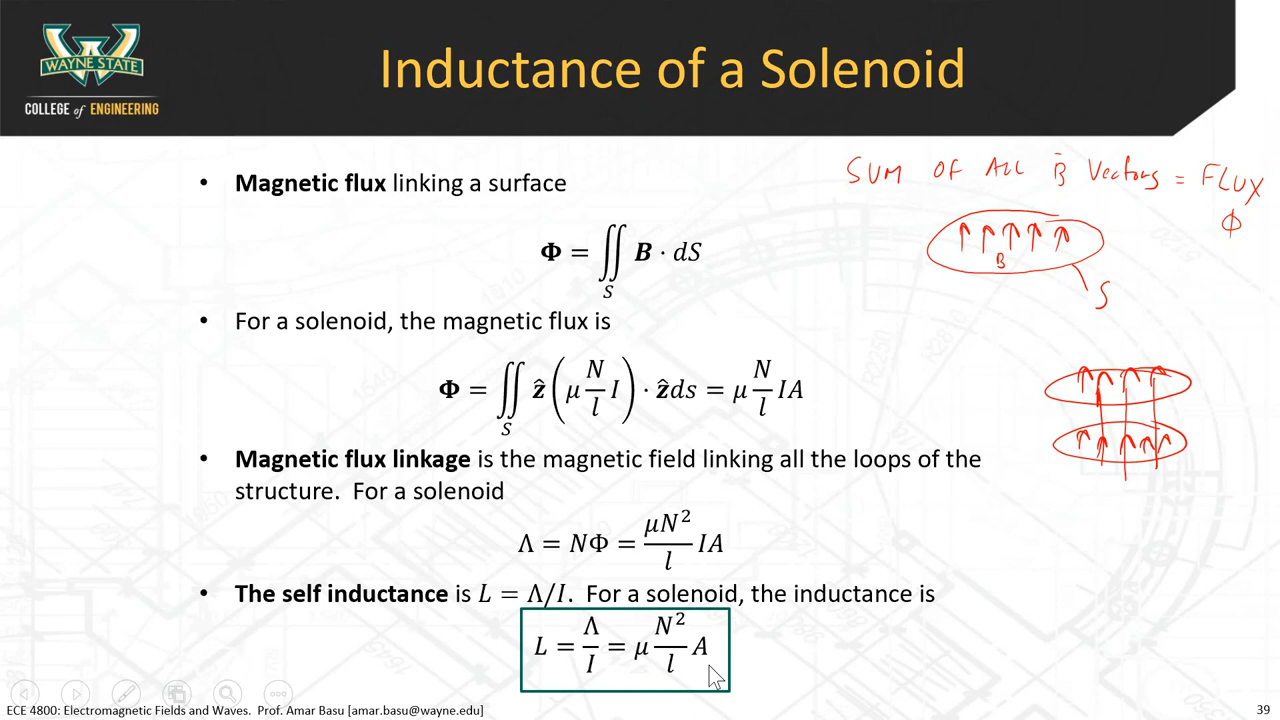 WAYNE STATE
COLLEGE of ENGINEERING
Inductance of a Solenoid
SUM OF ALL B̄ Vectors = FLUX
Φ
• Magnetic flux linking a surface
Φ = ∬_S B · dS
B
S
• For a solenoid, the magnetic flux is
Φ = ∬_S ẑ (μ N/l I) · ẑds = μ N/l IA
• Magnetic flux linkage is the magnetic field linking all the loops of the
structure. For a solenoid
Λ = NΦ = μN²/l IA
• The self inductance is L = Λ/I. For a solenoid, the inductance is
L = Λ/I = μ N²/l A
ECE 4800: Electromagnetic Fields and Waves. Prof. Amar Basu [amar.basu@wayne.edu]
39